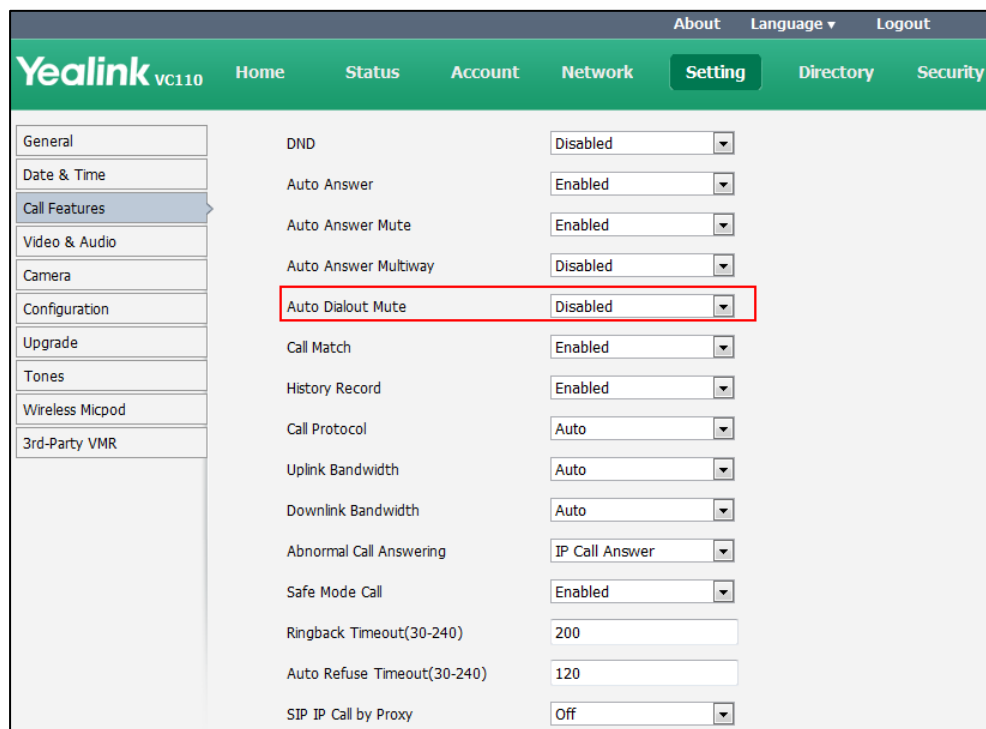 About Language ▾ Logout
Yealink VC110 Home Status Account Network Setting Directory Security
General
Date & Time
Call Features
Video & Audio
Camera
Configuration
Upgrade
Tones
Wireless Micpod
3rd-Party VMR
DND Disabled
Auto Answer Enabled
Auto Answer Mute Enabled
Auto Answer Multiway Disabled
Auto Dialout Mute Disabled
Call Match Enabled
History Record Enabled
Call Protocol Auto
Uplink Bandwidth Auto
Downlink Bandwidth Auto
Abnormal Call Answering IP Call Answer
Safe Mode Call Enabled
Ringback Timeout(30-240) 200
Auto Refuse Timeout(30-240) 120
SIP IP Call by Proxy Off